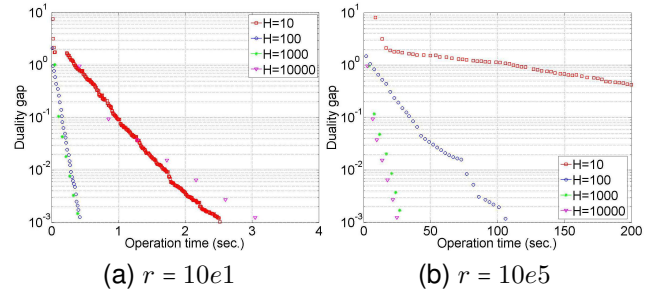 10^1
10^0
10^-1
10^-2
10^-3
Duality gap
0 1 2 3 4
Operation time (sec.)
H=10
H=100
H=1000
H=10000
(a) r = 10e1
10^1
10^0
10^-1
10^-2
10^-3
Duality gap
0 50 100 150 200
Operation time (sec.)
H=10
H=100
H=1000
H=10000
(b) r = 10e5